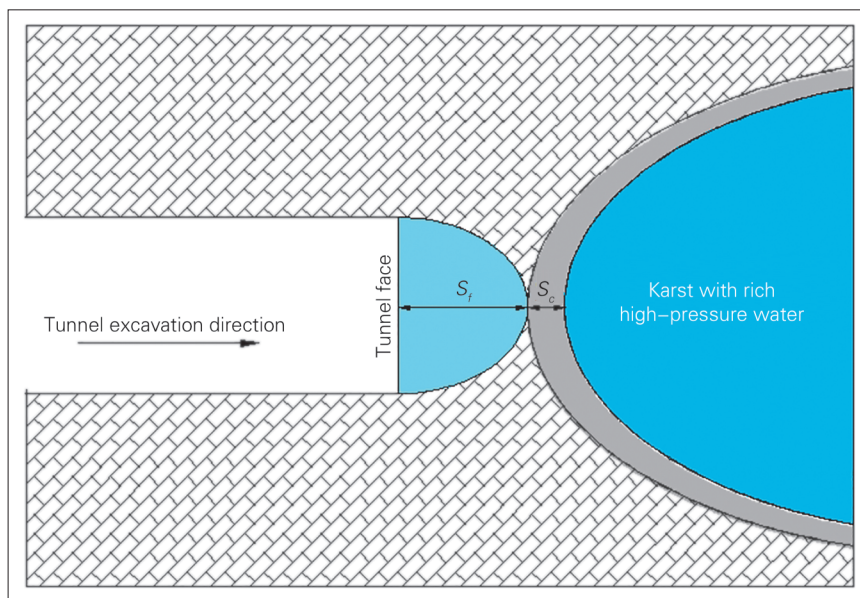 Tunnel excavation direction
Tunnel face
S_f
S_c
Karst with rich
high–pressure water